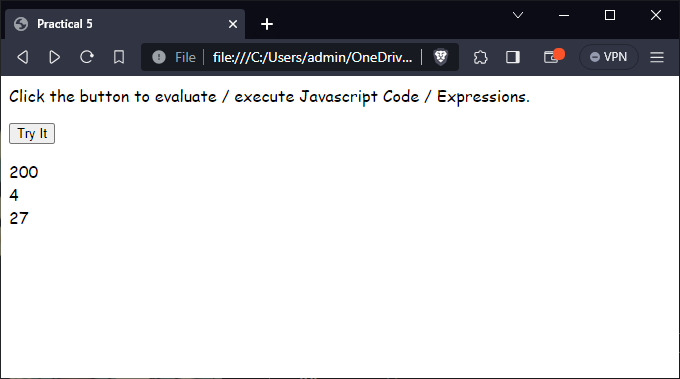 Practical 5
File file:///C:/Users/admin/OneDriv...
VPN
Click the button to evaluate / execute Javascript Code / Expressions.
Try It
200
4
27